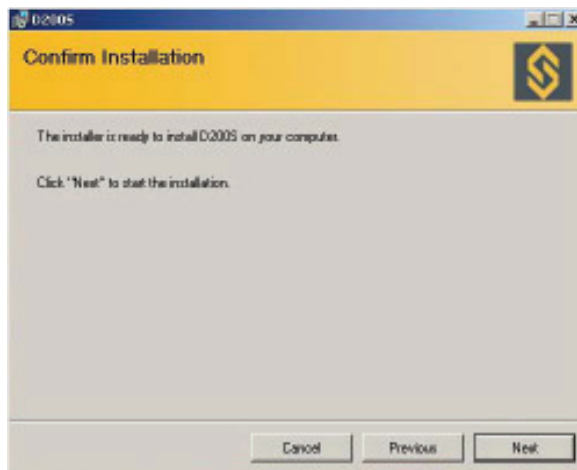 D200S
Confirm Installation
The installer is ready to install D200S on your computer.
Click "Next" to start the installation.
Cancel
Previous
Next